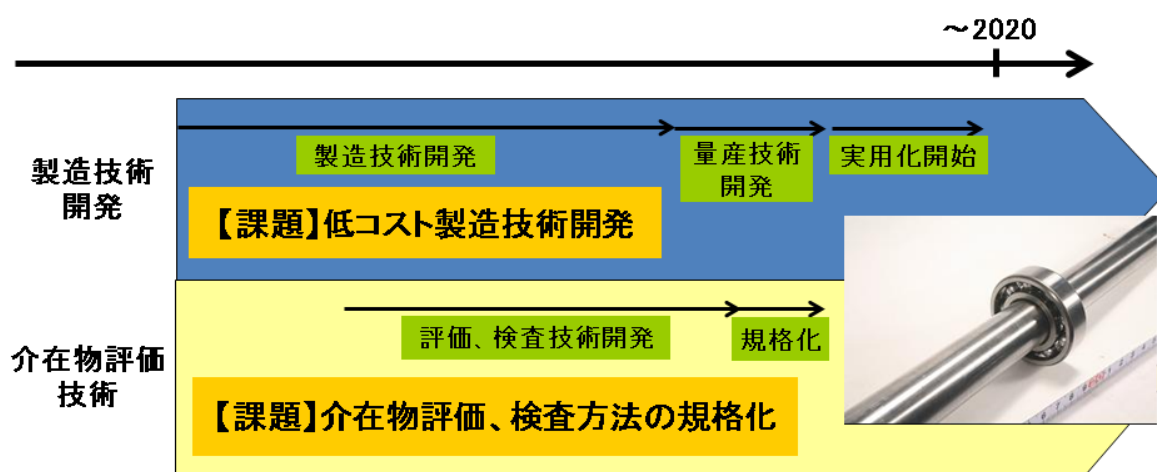 ～2020
製造技術
開発
製造技術開発
量産技術
開発
実用化開始
【課題】低コスト製造技術開発
介在物評価
技術
評価、検査技術開発
規格化
【課題】介在物評価、検査方法の規格化